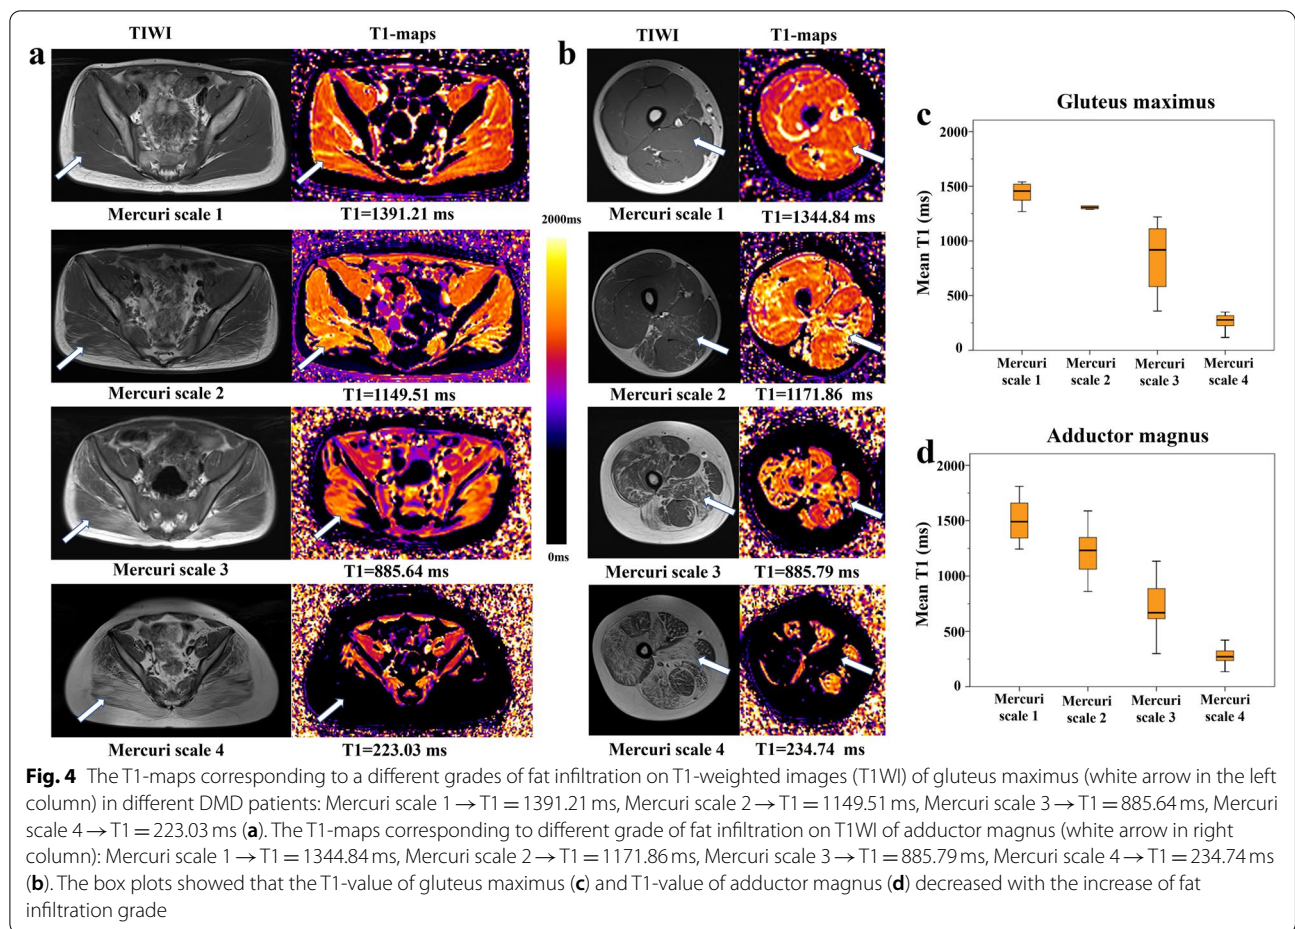 a
TIWI
T1-maps
Mercuri scale 1
T1=1391.21 ms
Mercuri scale 2
T1=1149.51 ms
Mercuri scale 3
T1=885.64 ms
Mercuri scale 4
T1=223.03 ms
2000ms
0ms
b
TIWI
T1-maps
Mercuri scale 1
T1=1344.84 ms
Mercuri scale 2
T1=1171.86 ms
Mercuri scale 3
T1=885.79 ms
Mercuri scale 4
T1=234.74 ms
c
Gluteus maximus
Mean T1 (ms)
2000
1500
1000
500
0
Mercuri scale 1
Mercuri scale 2
Mercuri scale 3
Mercuri scale 4
d
Adductor magnus
Mean T1 (ms)
2000
1500
1000
500
0
Mercuri scale 1
Mercuri scale 2
Mercuri scale 3
Mercuri scale 4
Fig. 4 The T1-maps corresponding to a different grades of fat infiltration on T1-weighted images (T1WI) of gluteus maximus (white arrow in the left
column) in different DMD patients: Mercuri scale 1 → T1 = 1391.21 ms, Mercuri scale 2 → T1 = 1149.51 ms, Mercuri scale 3 → T1 = 885.64 ms, Mercuri
scale 4 → T1 = 223.03 ms (a). The T1-maps corresponding to different grade of fat infiltration on T1WI of adductor magnus (white arrow in right
column): Mercuri scale 1 → T1 = 1344.84 ms, Mercuri scale 2 → T1 = 1171.86 ms, Mercuri scale 3 → T1 = 885.79 ms, Mercuri scale 4 → T1 = 234.74 ms
(b). The box plots showed that the T1-value of gluteus maximus (c) and T1-value of adductor magnus (d) decreased with the increase of fat
infiltration grade